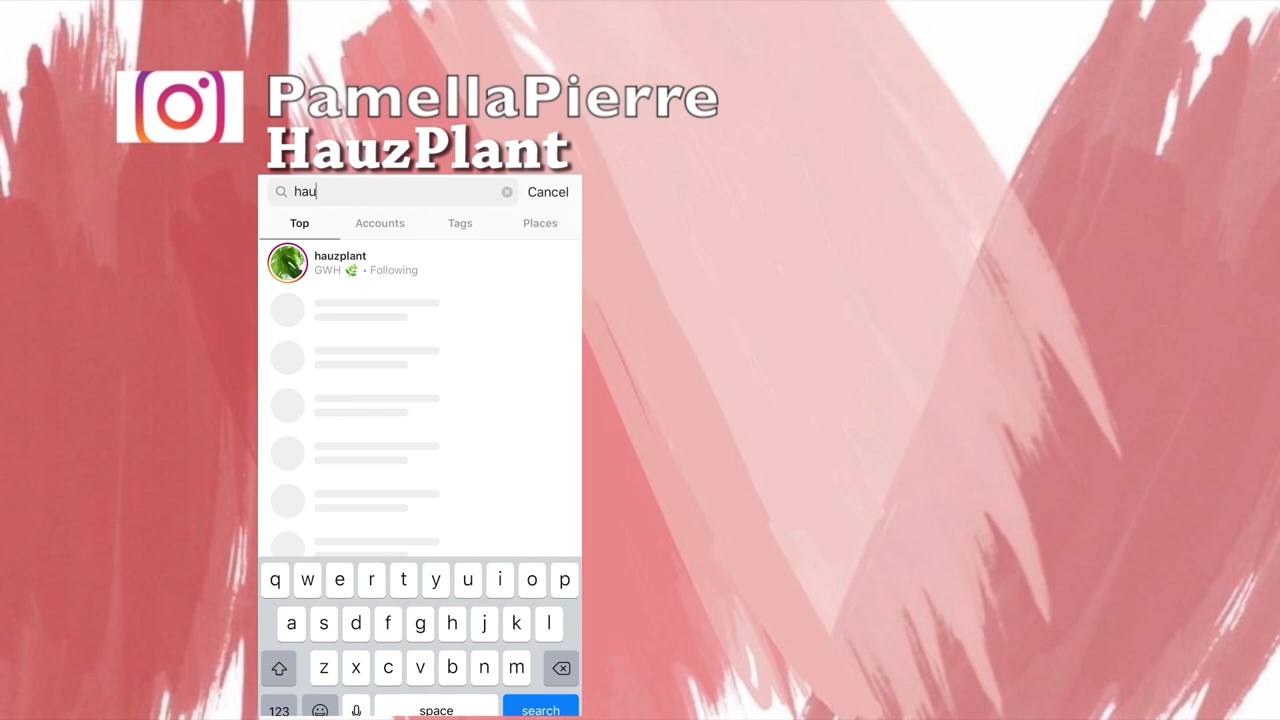 PamellaPierre
HauzPlant
hau
Cancel
Top Accounts Tags Places
hauzplant
GWH 🌿 • Following
q w e r t y u i o p
a s d f g h j k l
z x c v b n m
123 space search